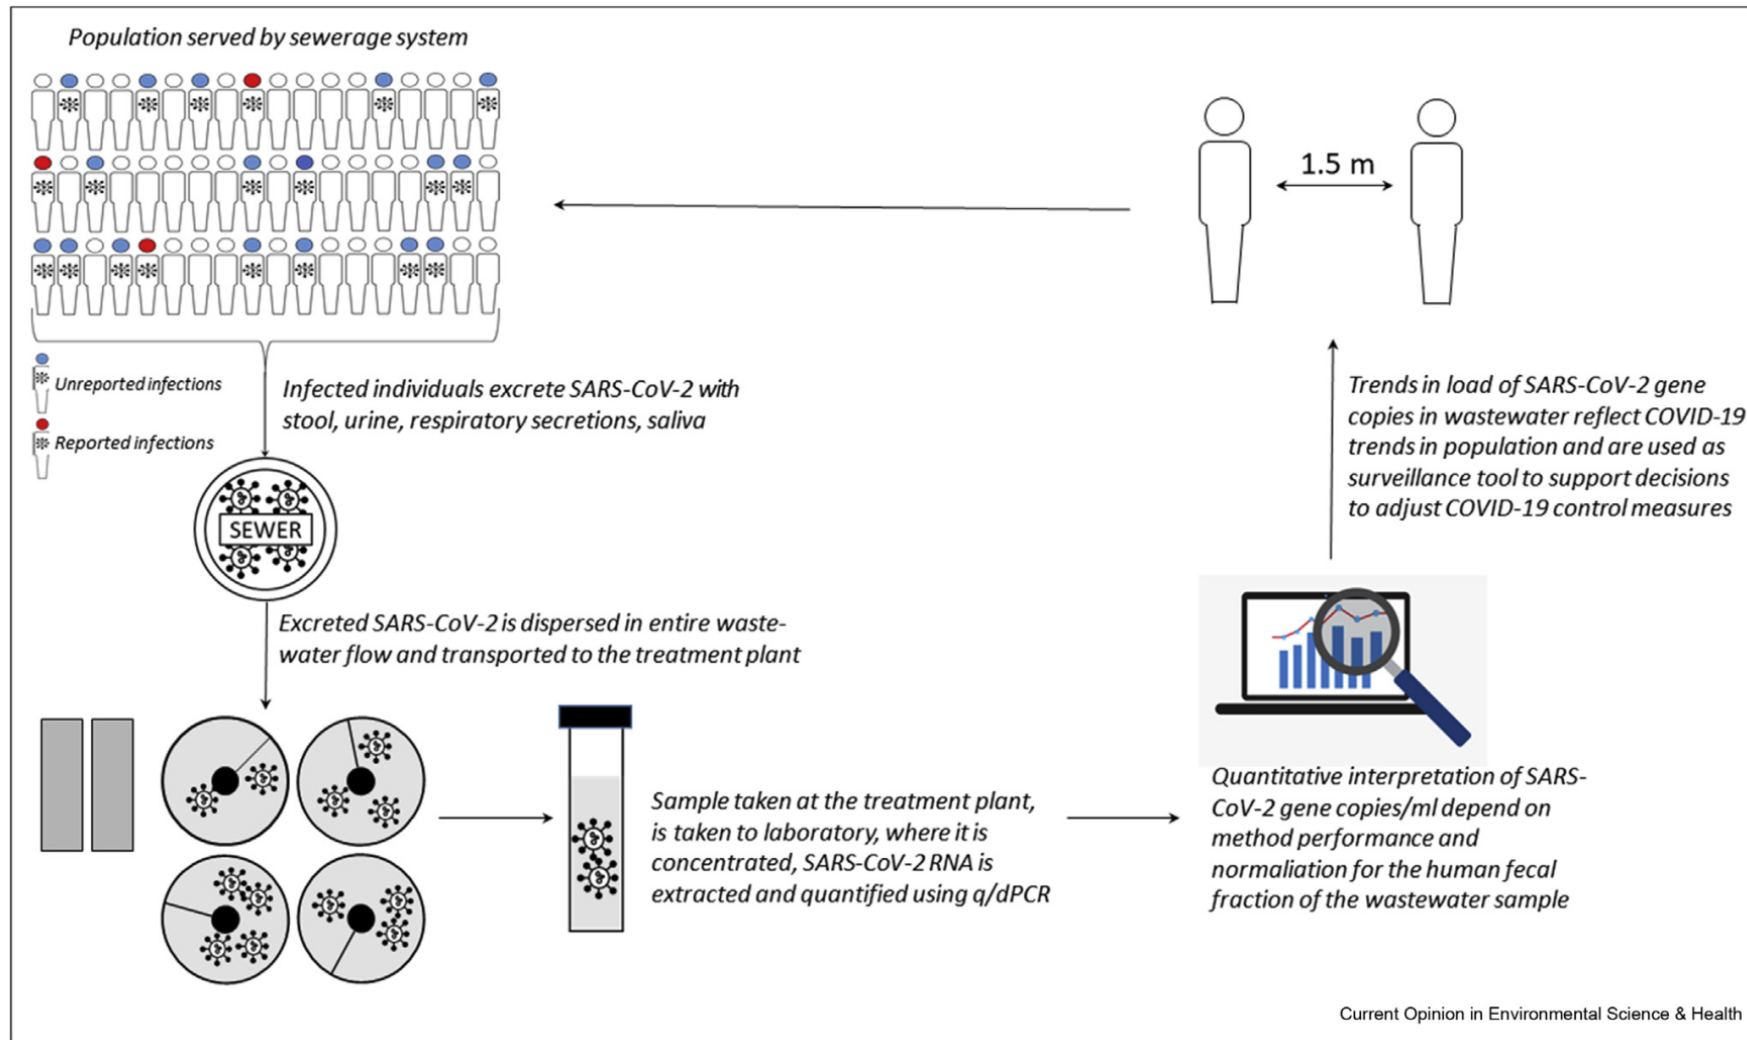 Population served by sewerage system
Unreported infections
Reported infections
Infected individuals excrete SARS-CoV-2 with
stool, urine, respiratory secretions, saliva
SEWER
Excreted SARS-CoV-2 is dispersed in entire waste-
water flow and transported to the treatment plant
Sample taken at the treatment plant,
is taken to laboratory, where it is
concentrated, SARS-CoV-2 RNA is
extracted and quantified using q/dPCR
Quantitative interpretation of SARS-
CoV-2 gene copies/ml depend on
method performance and
normaliation for the human fecal
fraction of the wastewater sample
Trends in load of SARS-CoV-2 gene
copies in wastewater reflect COVID-19
trends in population and are used as
surveillance tool to support decisions
to adjust COVID-19 control measures
1.5 m
Current Opinion in Environmental Science & Health